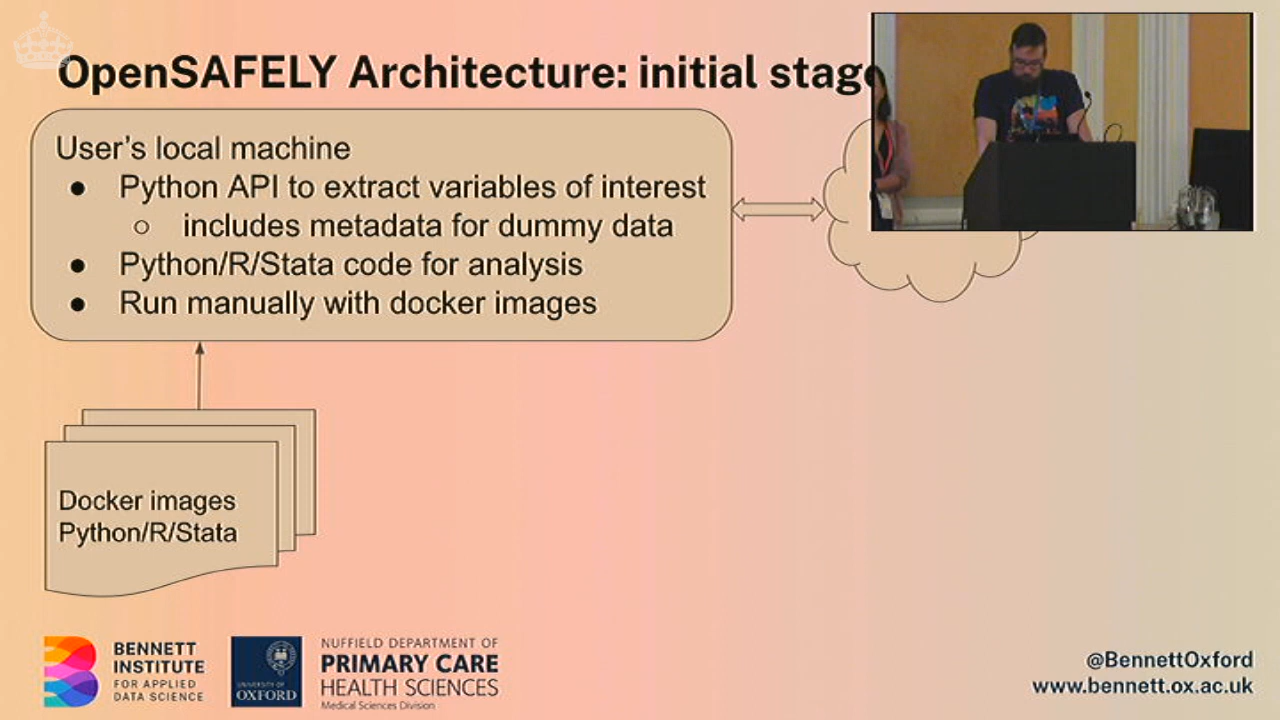 OpenSAFELY Architecture: initial stage
User's local machine
● Python API to extract variables of interest
○ includes metadata for dummy data
● Python/R/Stata code for analysis
● Run manually with docker images
Docker images
Python/R/Stata
BENNETT
INSTITUTE
FOR APPLIED
DATA SCIENCE
UNIVERSITY OF
OXFORD
NUFFIELD DEPARTMENT OF
PRIMARY CARE
HEALTH SCIENCES
Medical Sciences Division
@BennettOxford
www.bennett.ox.ac.uk